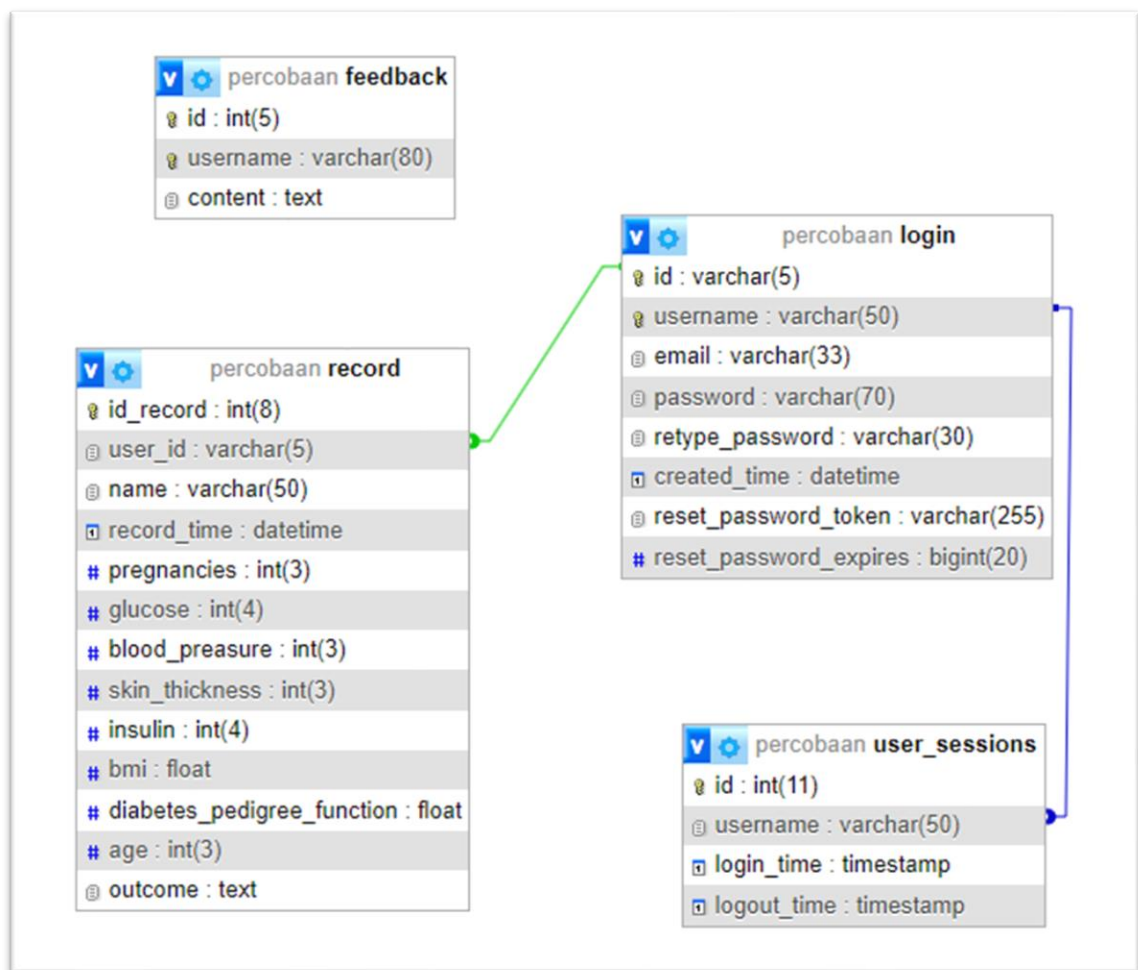 percobaan feedback
id : int(5)
username : varchar(80)
content : text
percobaan login
id : varchar(5)
username : varchar(50)
email : varchar(33)
password : varchar(70)
retype_password : varchar(30)
created_time : datetime
reset_password_token : varchar(255)
reset_password_expires : bigint(20)
percobaan record
id_record : int(8)
user_id : varchar(5)
name : varchar(50)
record_time : datetime
pregnancies : int(3)
glucose : int(4)
blood_preasure : int(3)
skin_thickness : int(3)
insulin : int(4)
bmi : float
diabetes_pedigree_function : float
age : int(3)
outcome : text
percobaan user_sessions
id : int(11)
username : varchar(50)
login_time : timestamp
logout_time : timestamp